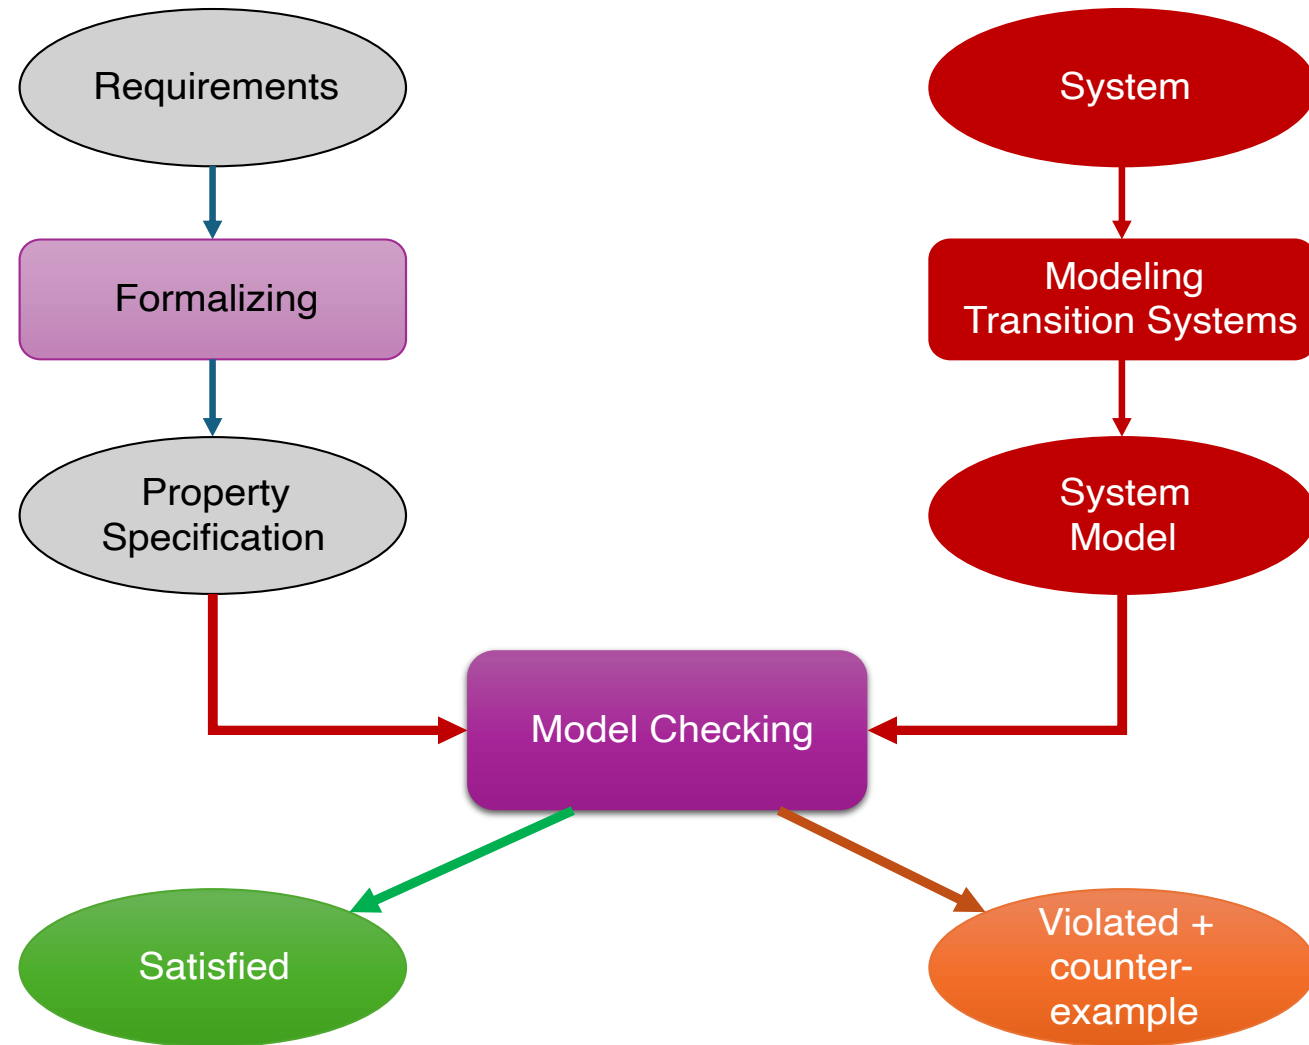 Requirements
System
Formalizing
Modeling
Transition Systems
Property
Specification
System
Model
Model Checking
Satisfied
Violated +
counter-
example